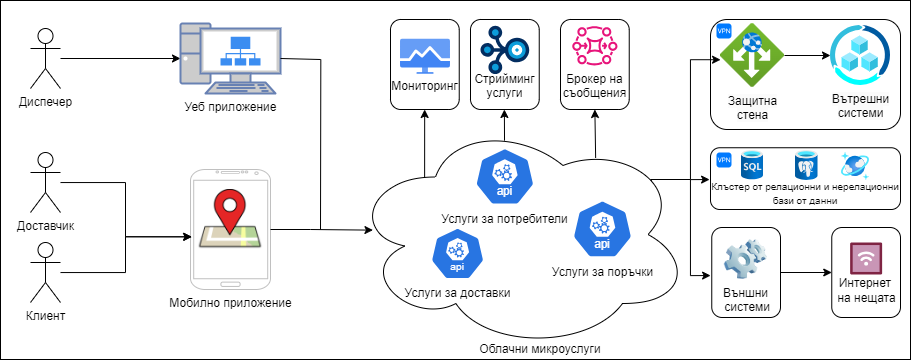 Диспечер
Уеб приложение
Доставчик
Клиент
Мобилно приложение
Мониторинг
Стрийминг
услуги
Брокер на
съобщения
api
Услуги за потребители
api
Услуги за доставки
api
Услуги за поръчки
Облачни микроуслуги
VPN
Защитна
стена
Вътрешни
системи
VPN
SQL
Клъстер от релационни и нерелационни
бази от данни
Външни
системи
Интернет
на нещата